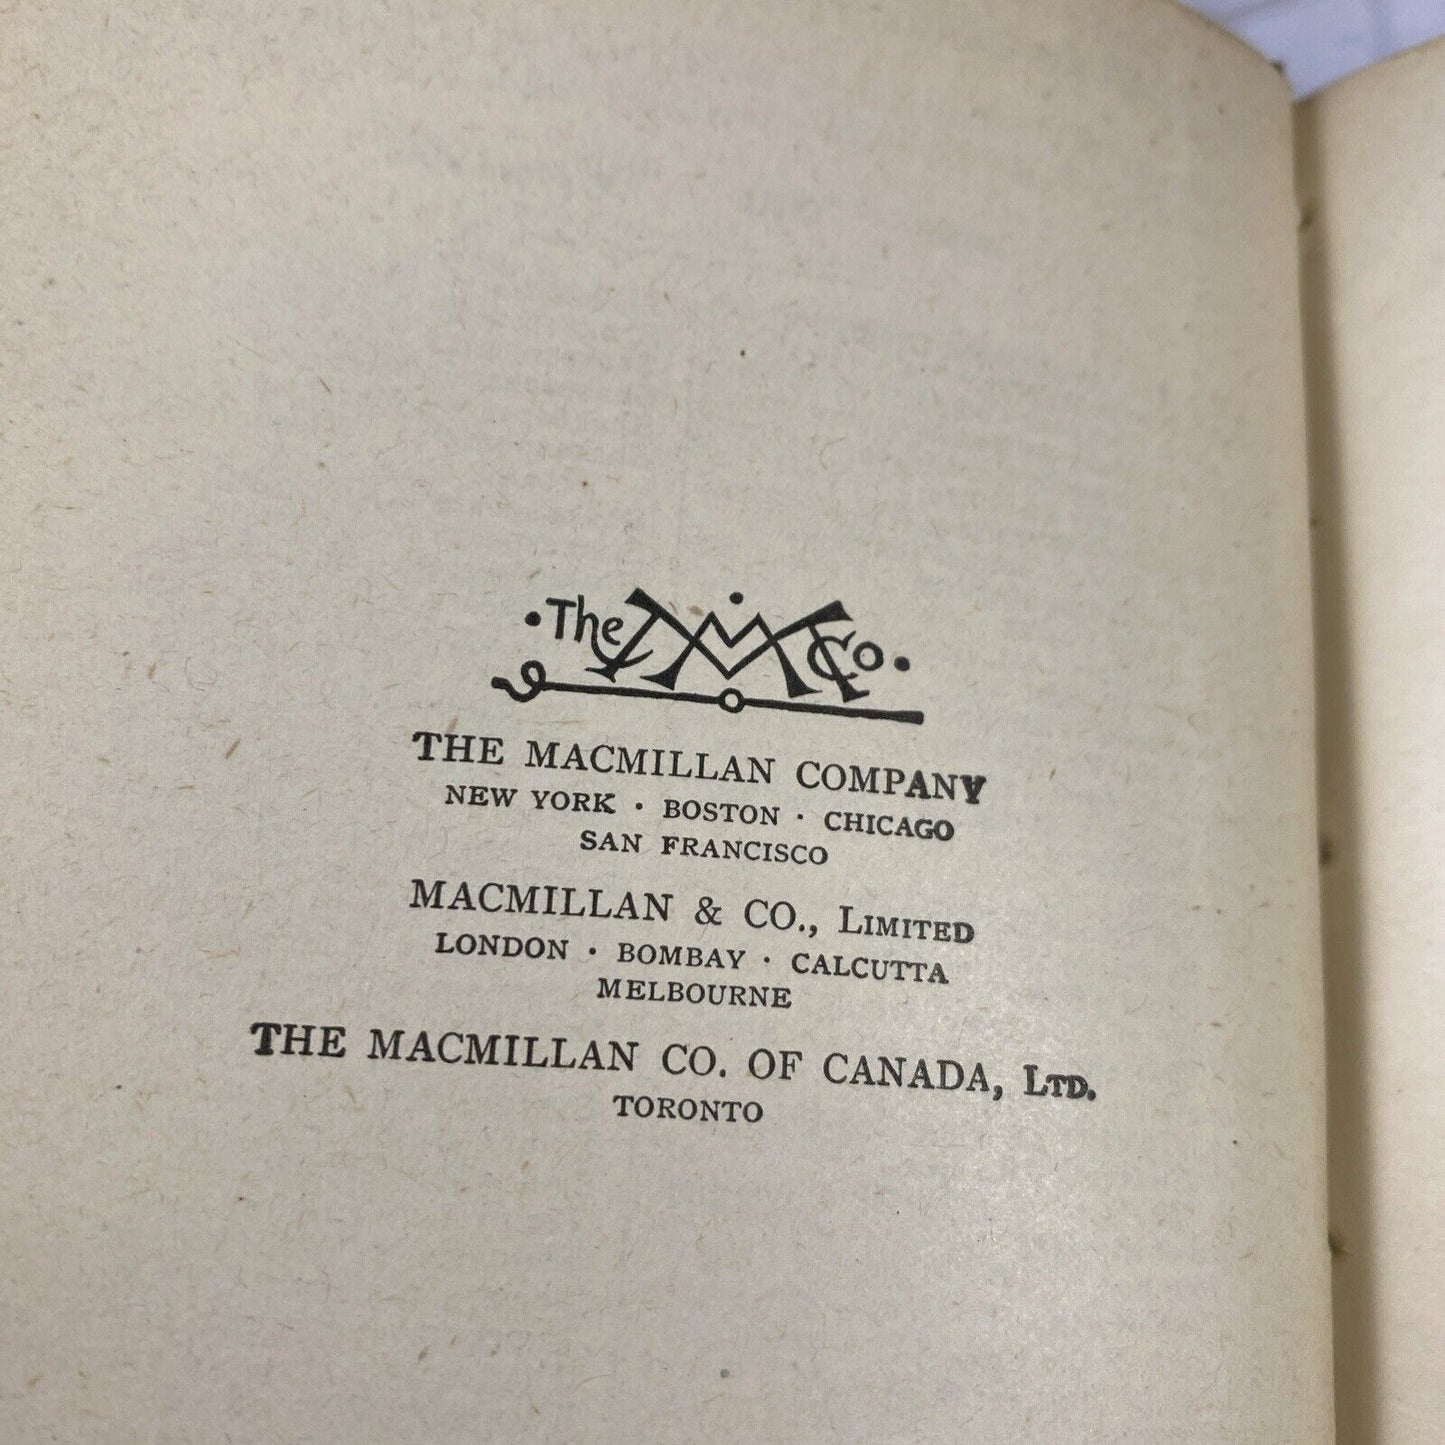 The M Co.
THE MACMILLAN COMPANY
NEW YORK · BOSTON · CHICAGO
SAN FRANCISCO
MACMILLAN & CO., LIMITED
LONDON · BOMBAY · CALCUTTA
MELBOURNE
THE MACMILLAN CO. OF CANADA, LTD.
TORONTO